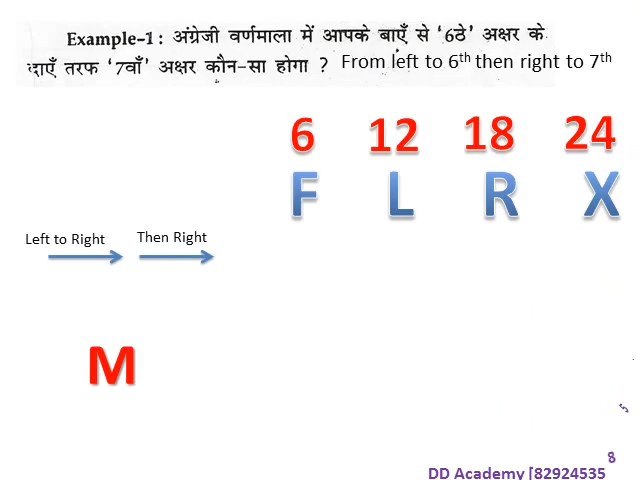 Example-1 : अंग्रेजी वर्णमाला में आपके बाएँ से '6ठे' अक्षर के
दाएँ तरफ '7वाँ' अक्षर कौन-सा होगा ? From left to 6th then right to 7th
6 12 18 24
F L R X
Left to Right Then Right
M
5
8
DD Academy [82924535